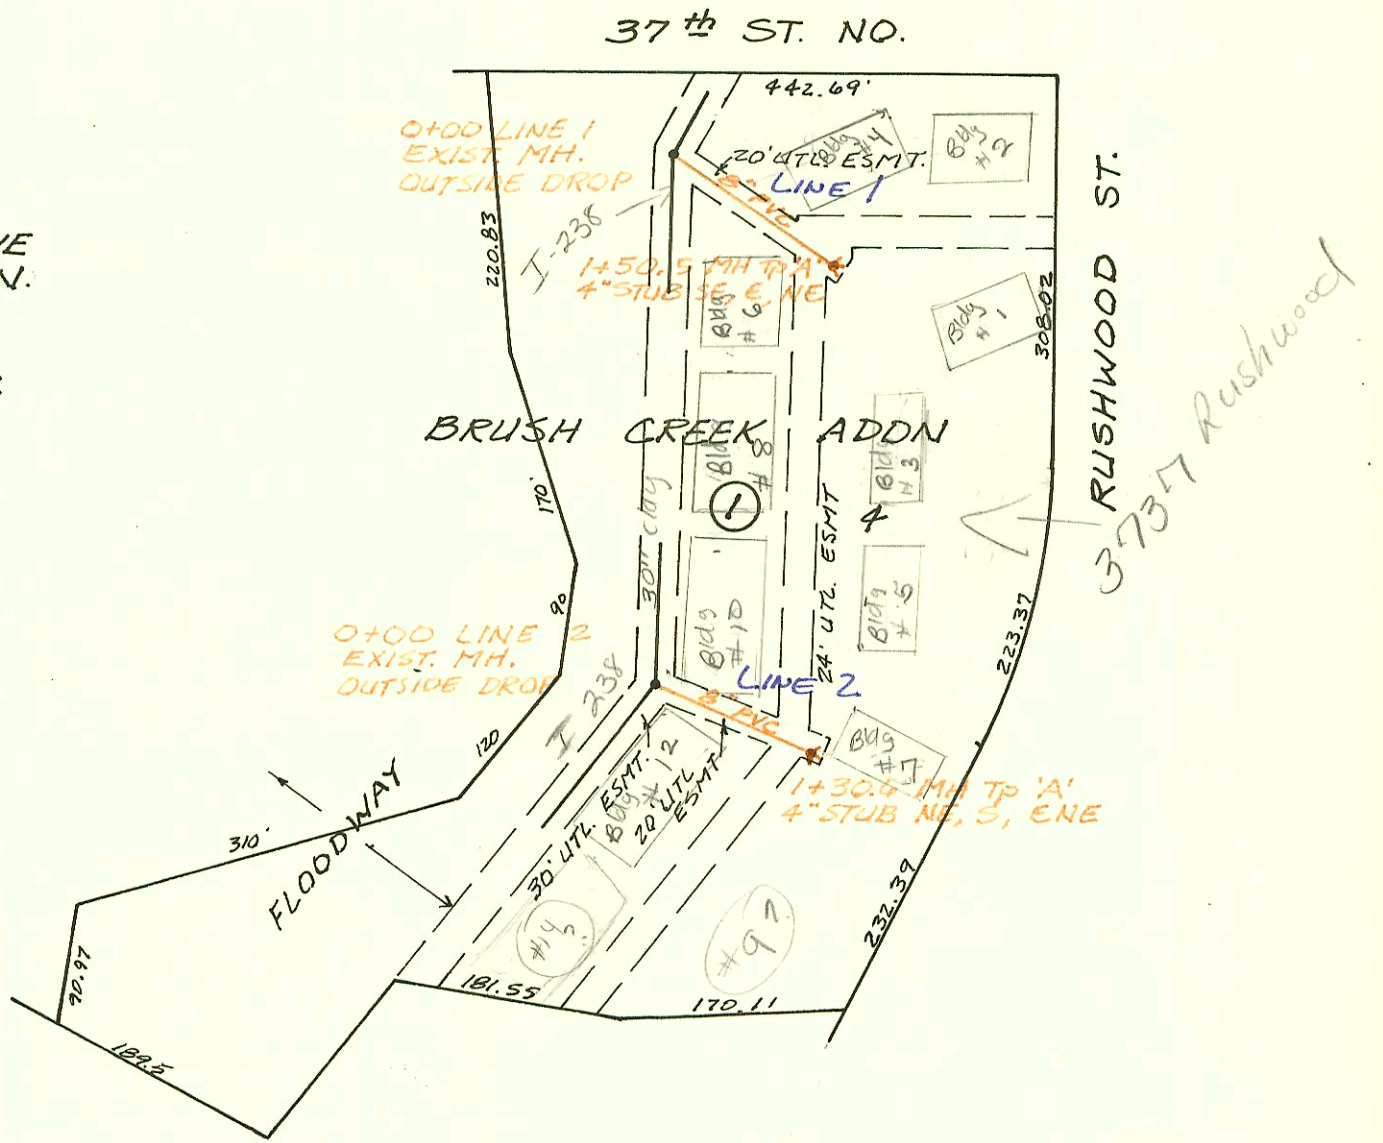 37th ST. NO.
442.69'
0+00 LINE 1
EXIST. MH.
OUTSIDE DROP
Bldg #4
Bldg #2
20' UTL. ESMT.
8" PVC
LINE 1
I-238
220.83
1+50.5 MH Tp 'A'
4" STUB SE, E, NE
Bldg #6
Bldg #1
308.02
RUSHWOOD ST.
3737 Rushwood
BRUSH CREEK ADDN
Bldg #8
Bldg #3
1
4
170'
30" clay
24' UTL ESMT
90
Bldg #10
Bldg #5
223.37
0+00 LINE 2
EXIST. MH.
OUTSIDE DROP
LINE 2
8" PVC
I 238
120
Bldg #7
Bldg #12
30' UTL. ESMT.
20' UTL ESMT
1+30.6 MH Tp 'A'
4" STUB NE, S, ENE
310'
FLOODWAY
#14?
#9?
232.39
90.97
181.55
170.11
189.5